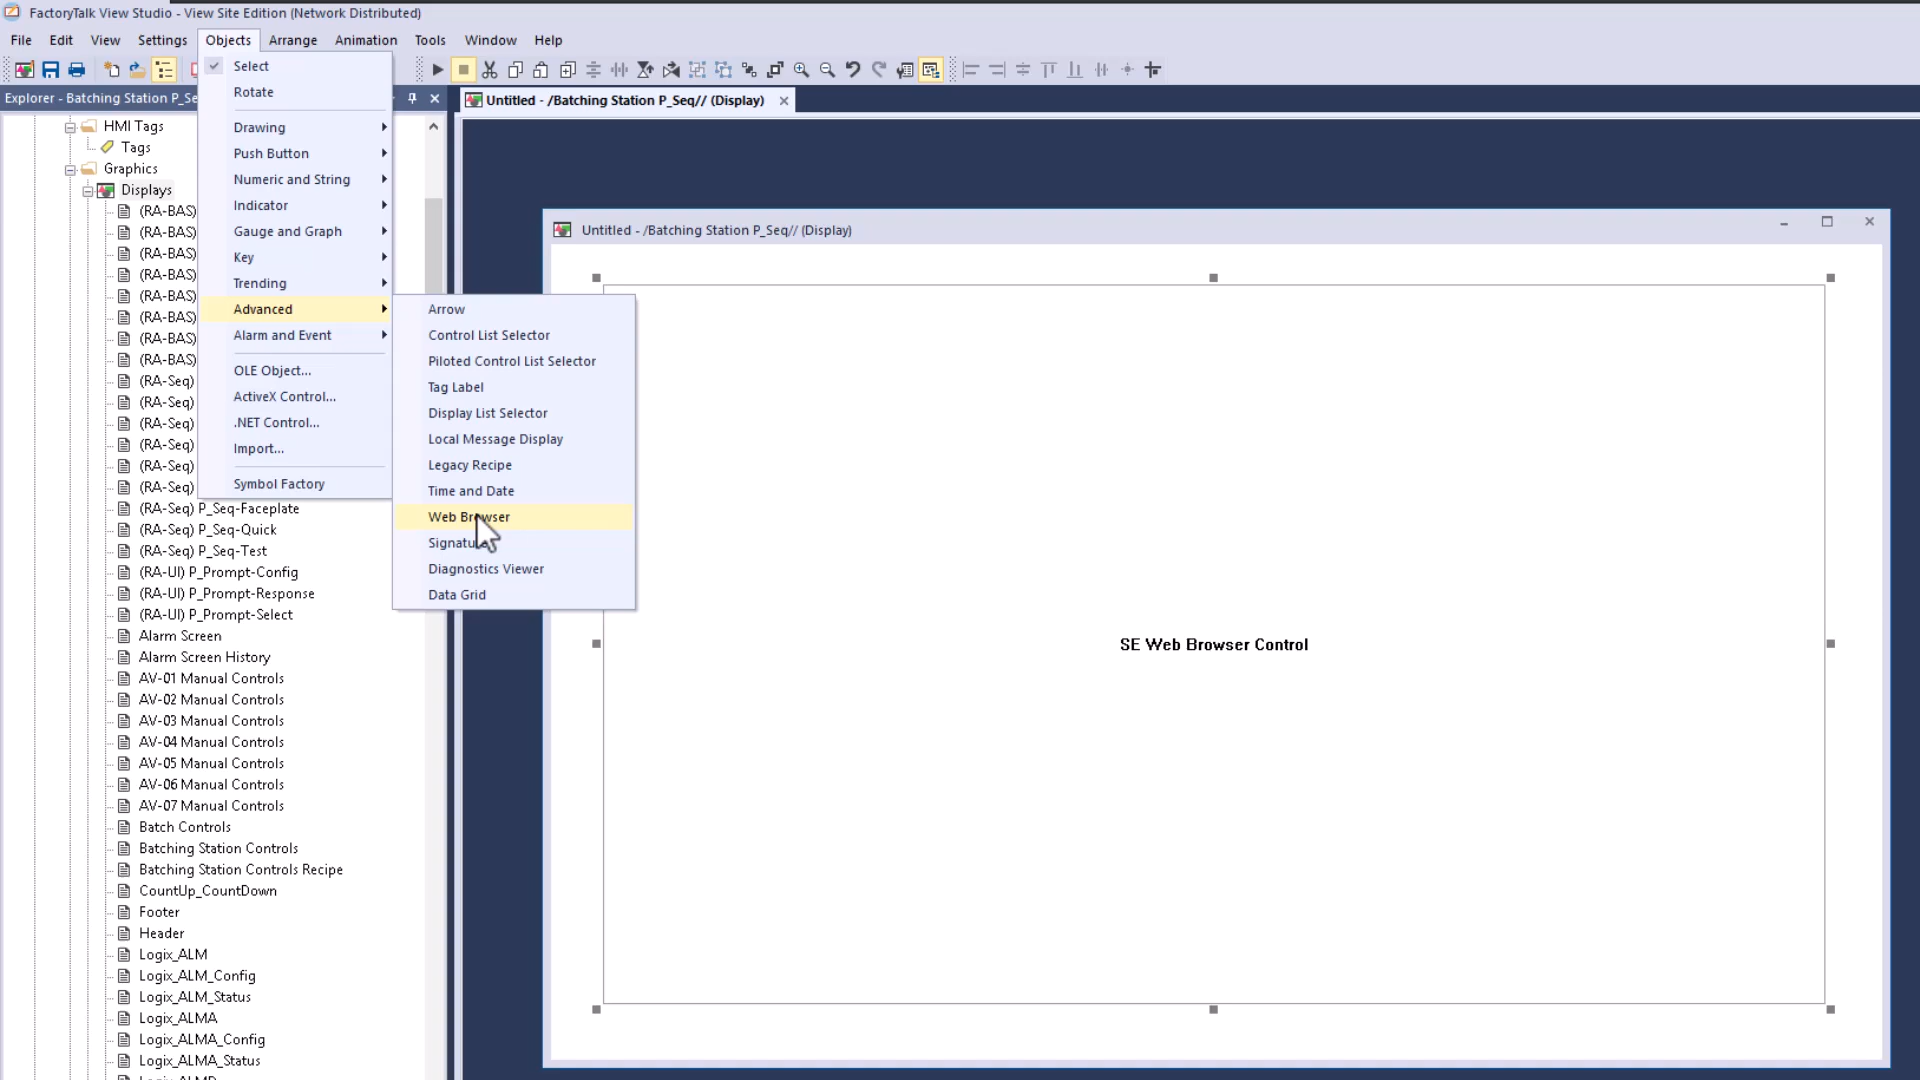 FactoryTalk View Studio - View Site Edition (Network Distributed)
File Edit View Settings Objects Arrange Animation Tools Window Help
Explorer - Batching Station P_Se
Untitled - /Batching Station P_Seq// (Display)
HMI Tags
Tags
Graphics
Displays
(RA-BAS)
(RA-BAS)
(RA-BAS)
(RA-BAS)
(RA-BAS)
(RA-BAS)
(RA-BAS)
(RA-BAS)
(RA-Seq)
(RA-Seq)
(RA-Seq)
(RA-Seq)
(RA-Seq)
(RA-Seq)
(RA-Seq) P_Seq-Faceplate
(RA-Seq) P_Seq-Quick
(RA-Seq) P_Seq-Test
(RA-UI) P_Prompt-Config
(RA-UI) P_Prompt-Response
(RA-UI) P_Prompt-Select
Alarm Screen
Alarm Screen History
AV-01 Manual Controls
AV-02 Manual Controls
AV-03 Manual Controls
AV-04 Manual Controls
AV-05 Manual Controls
AV-06 Manual Controls
AV-07 Manual Controls
Batch Controls
Batching Station Controls
Batching Station Controls Recipe
CountUp_CountDown
Footer
Header
Logix_ALM
Logix_ALM_Config
Logix_ALM_Status
Logix_ALMA
Logix_ALMA_Config
Logix_ALMA_Status
Select
Rotate
Drawing
Push Button
Numeric and String
Indicator
Gauge and Graph
Key
Trending
Advanced
Alarm and Event
OLE Object...
ActiveX Control...
.NET Control...
Import...
Symbol Factory
Arrow
Control List Selector
Piloted Control List Selector
Tag Label
Display List Selector
Local Message Display
Legacy Recipe
Time and Date
Web Browser
Signature
Diagnostics Viewer
Data Grid
Untitled - /Batching Station P_Seq// (Display)
SE Web Browser Control